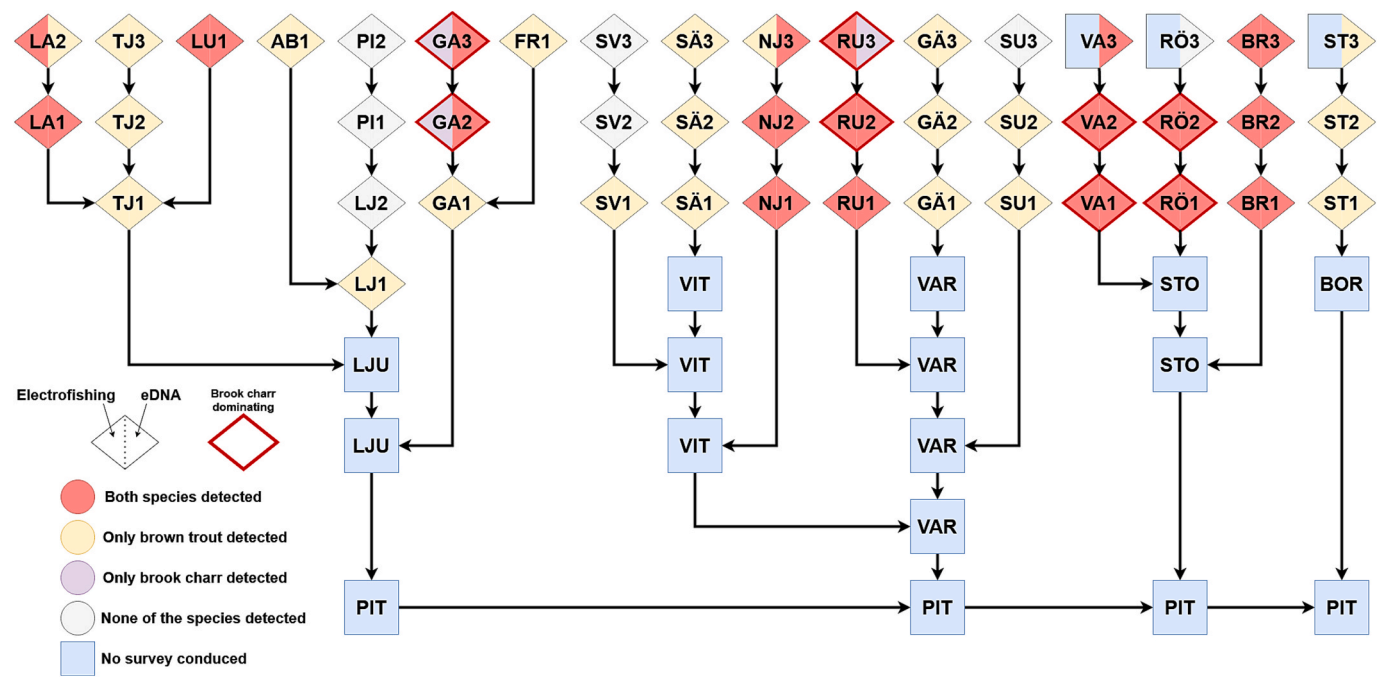 LA2 TJ3 LU1 AB1 PI2 GA3 FR1 SV3 SÄ3 NJ3 RU3 GÄ3 SU3 VA3 RÖ3 BR3 ST3
LA1 TJ2 PI1 GA2 SV2 SÄ2 NJ2 RU2 GÄ2 SU2 VA2 RÖ2 BR2 ST2
TJ1 LJ2 GA1 SV1 SÄ1 NJ1 RU1 GÄ1 SU1 VA1 RÖ1 BR1 ST1
LJ1 VIT VAR STO BOR
LJU VIT VAR STO
Electrofishing eDNA
Brook charr
dominating
LJU VIT VAR
Both species detected
Only brown trout detected
VAR
Only brook charr detected
None of the species detected
PIT PIT PIT PIT
No survey conduced